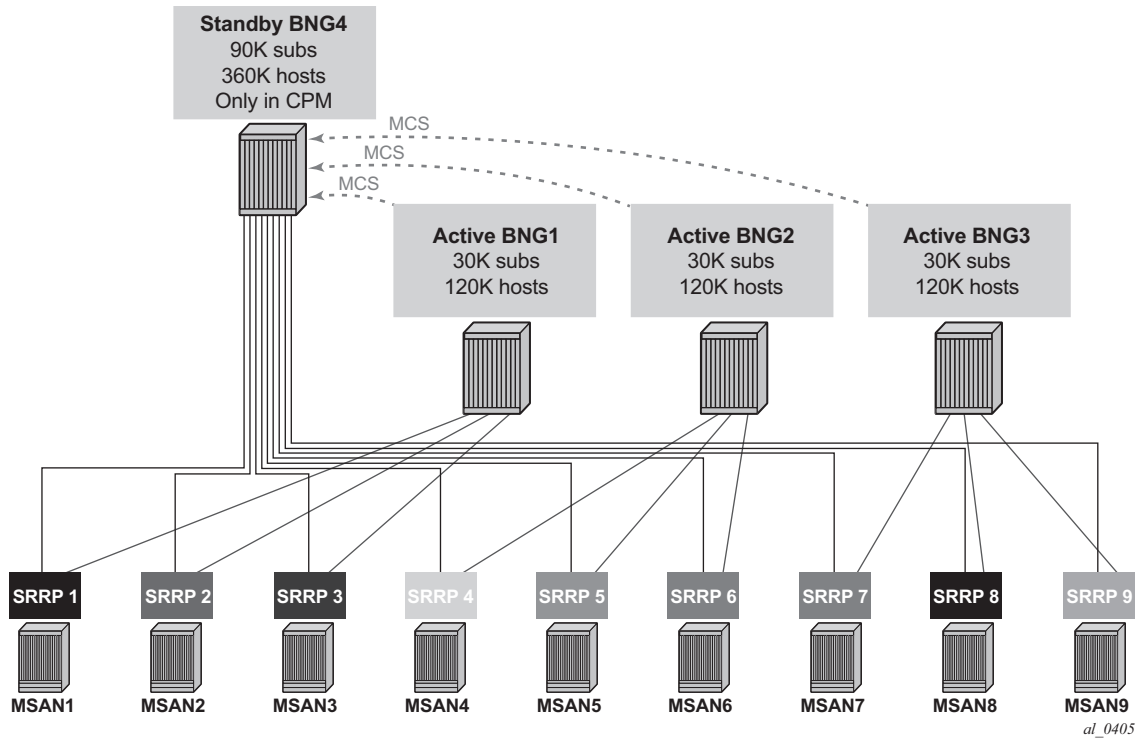 Standby BNG4
90K subs
360K hosts
Only in CPM
MCS
MCS
MCS
Active BNG1
30K subs
120K hosts
Active BNG2
30K subs
120K hosts
Active BNG3
30K subs
120K hosts
SRRP 1
SRRP 2
SRRP 3
SRRP 4
SRRP 5
SRRP 6
SRRP 7
SRRP 8
SRRP 9
MSAN1
MSAN2
MSAN3
MSAN4
MSAN5
MSAN6
MSAN7
MSAN8
MSAN9
al_0405